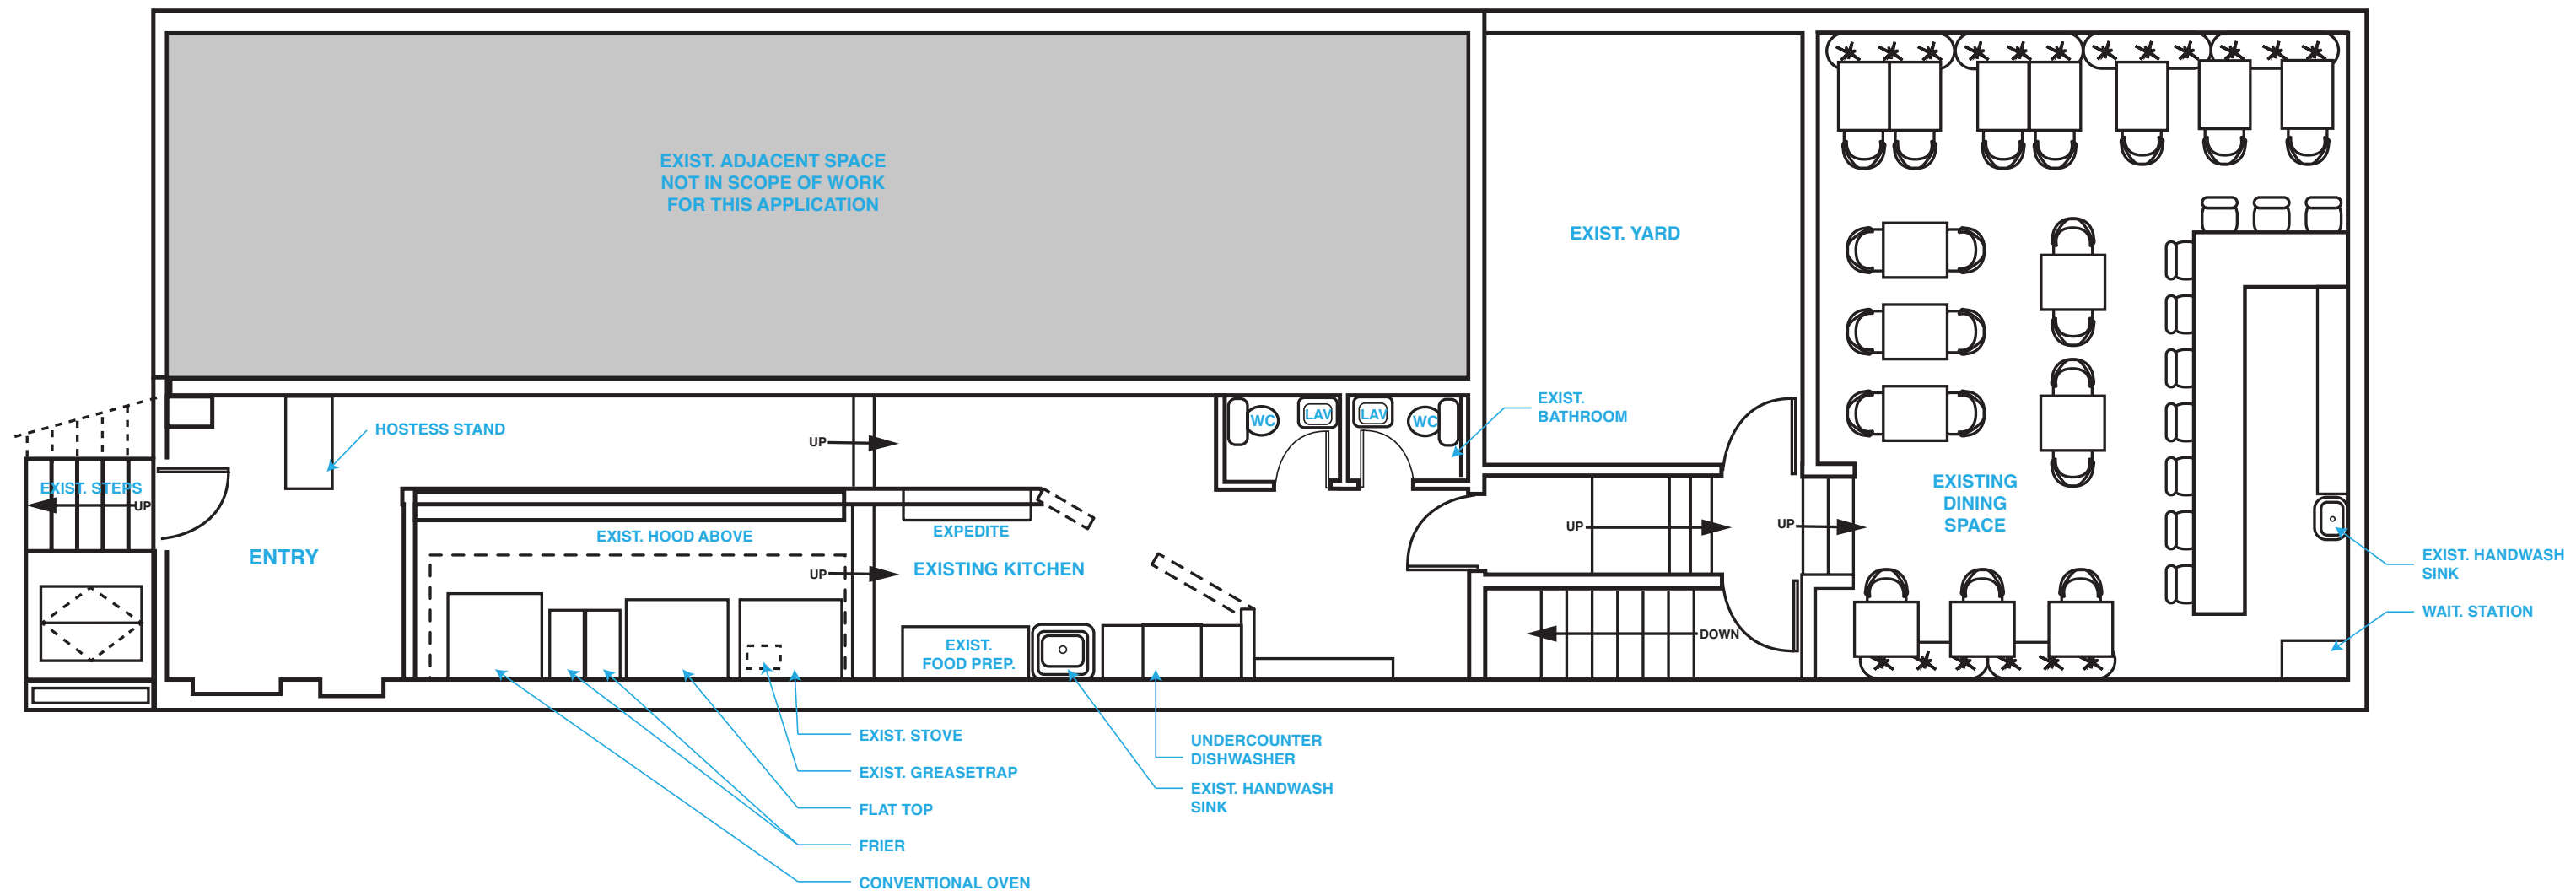 EXIST. ADJACENT SPACE
NOT IN SCOPE OF WORK
FOR THIS APPLICATION
EXIST. YARD
EXIST.
BATHROOM
WC
LAV
LAV
WC
HOSTESS STAND
UP
EXIST. STEPS
UP
ENTRY
EXIST. HOOD ABOVE
EXPEDITE
UP
EXISTING KITCHEN
UP
UP
EXISTING
DINING
SPACE
EXIST. HANDWASH
SINK
WAIT. STATION
DOWN
EXIST.
FOOD PREP.
EXIST. STOVE
EXIST. GREASETRAP
FLAT TOP
FRIER
CONVENTIONAL OVEN
UNDERCOUNTER
DISHWASHER
EXIST. HANDWASH
SINK